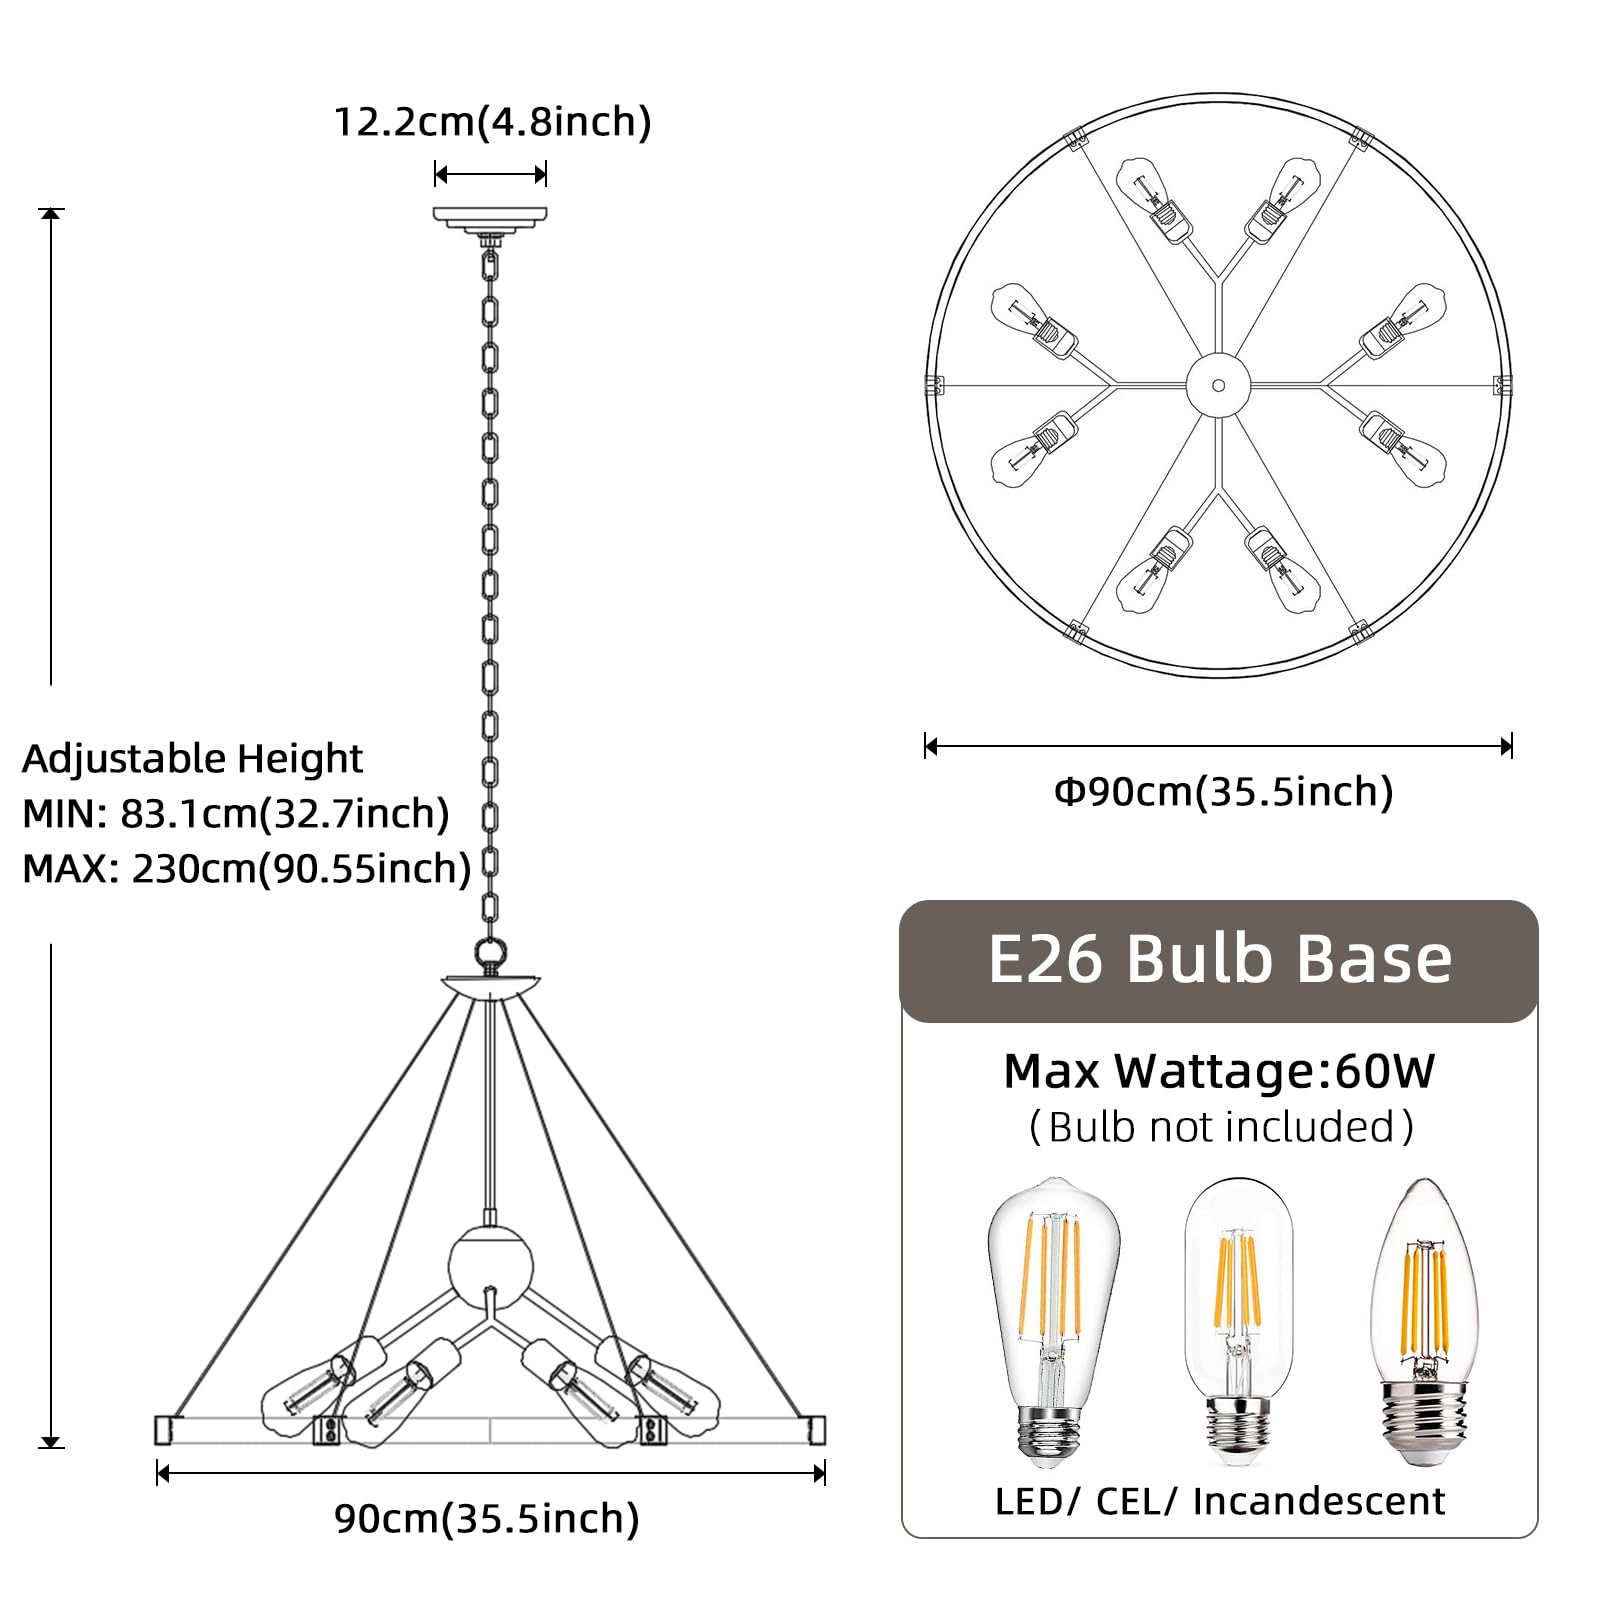 12.2cm(4.8inch)
Adjustable Height
MIN: 83.1cm(32.7inch)
MAX: 230cm(90.55inch)
90cm(35.5inch)
Φ90cm(35.5inch)
E26 Bulb Base
Max Wattage:60W
(Bulb not included)
LED/ CEL/ Incandescent